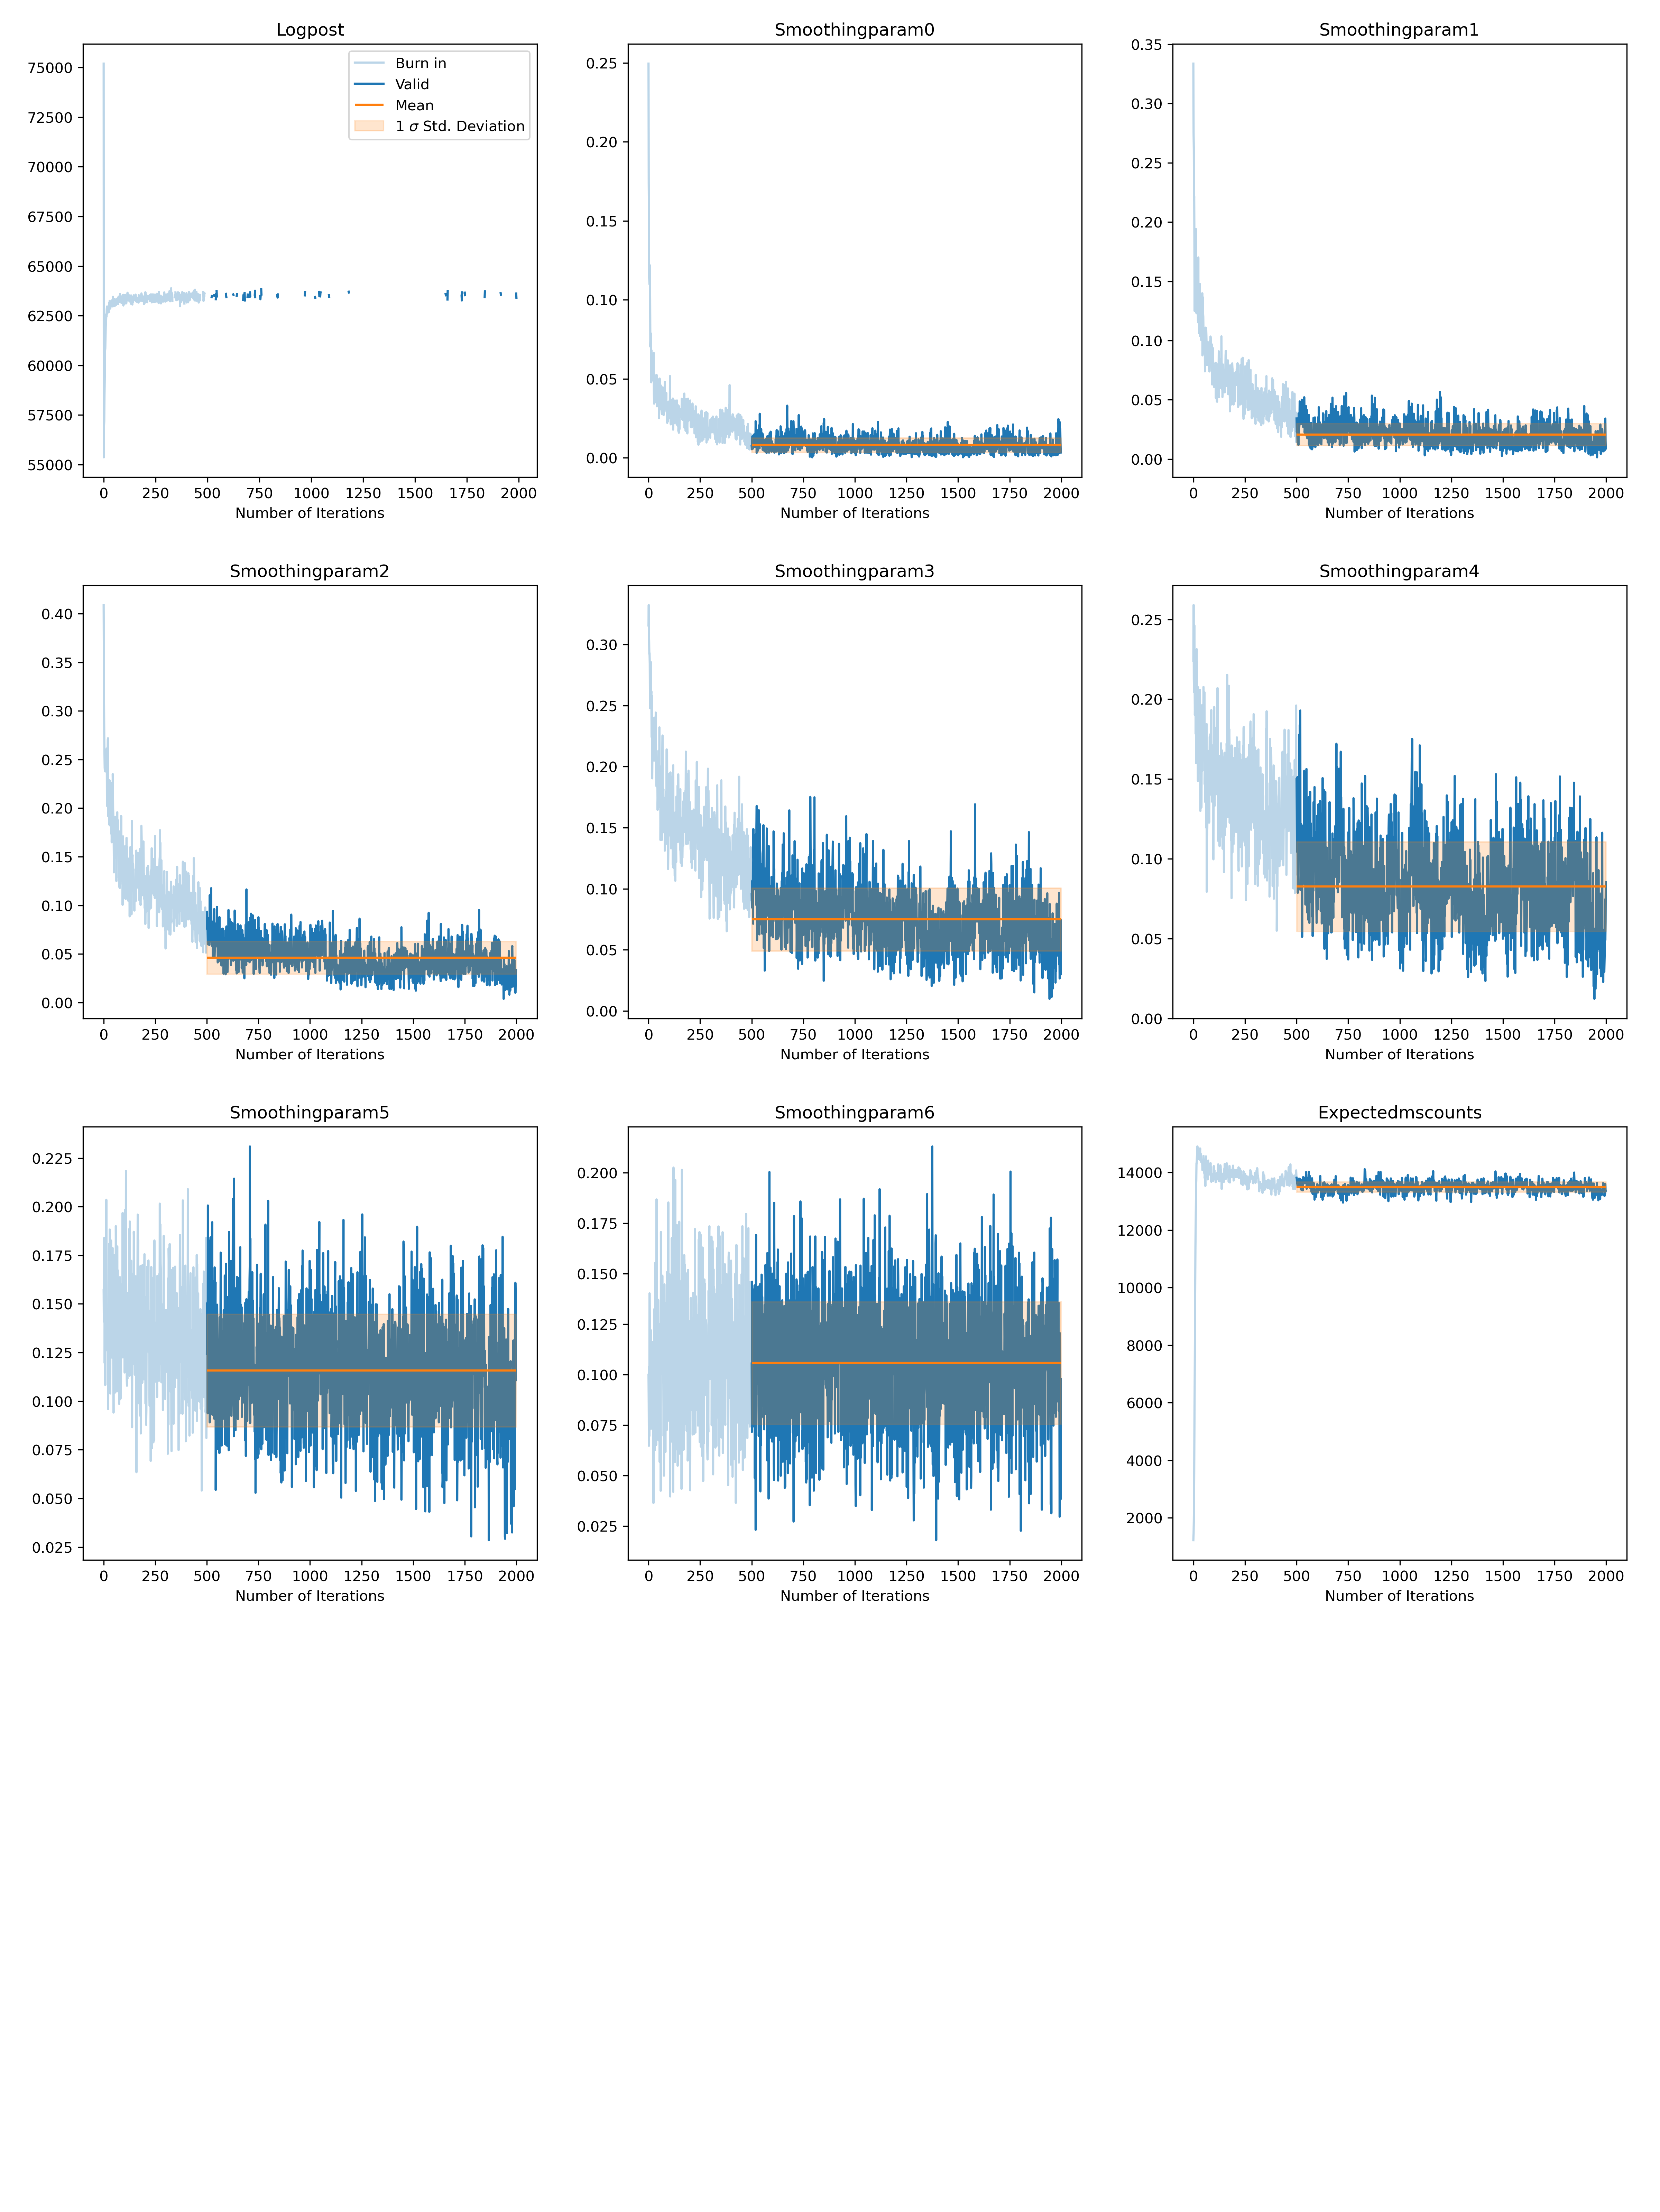 Logpost
Burn in
Valid
Mean
1 σ Std. Deviation
75000
72500
70000
67500
65000
62500
60000
57500
55000
0 250 500 750 1000 1250 1500 1750 2000
Number of Iterations
Smoothingparam0
0.25
0.20
0.15
0.10
0.05
0.00
0 250 500 750 1000 1250 1500 1750 2000
Number of Iterations
Smoothingparam1
0.35
0.30
0.25
0.20
0.15
0.10
0.05
0.00
0 250 500 750 1000 1250 1500 1750 2000
Number of Iterations
Smoothingparam2
0.40
0.35
0.30
0.25
0.20
0.15
0.10
0.05
0.00
0 250 500 750 1000 1250 1500 1750 2000
Number of Iterations
Smoothingparam3
0.30
0.25
0.20
0.15
0.10
0.05
0.00
0 250 500 750 1000 1250 1500 1750 2000
Number of Iterations
Smoothingparam4
0.25
0.20
0.15
0.10
0.05
0.00
0 250 500 750 1000 1250 1500 1750 2000
Number of Iterations
Smoothingparam5
0.225
0.200
0.175
0.150
0.125
0.100
0.075
0.050
0.025
0 250 500 750 1000 1250 1500 1750 2000
Number of Iterations
Smoothingparam6
0.200
0.175
0.150
0.125
0.100
0.075
0.050
0.025
0 250 500 750 1000 1250 1500 1750 2000
Number of Iterations
Expectedmscounts
14000
12000
10000
8000
6000
4000
2000
0 250 500 750 1000 1250 1500 1750 2000
Number of Iterations